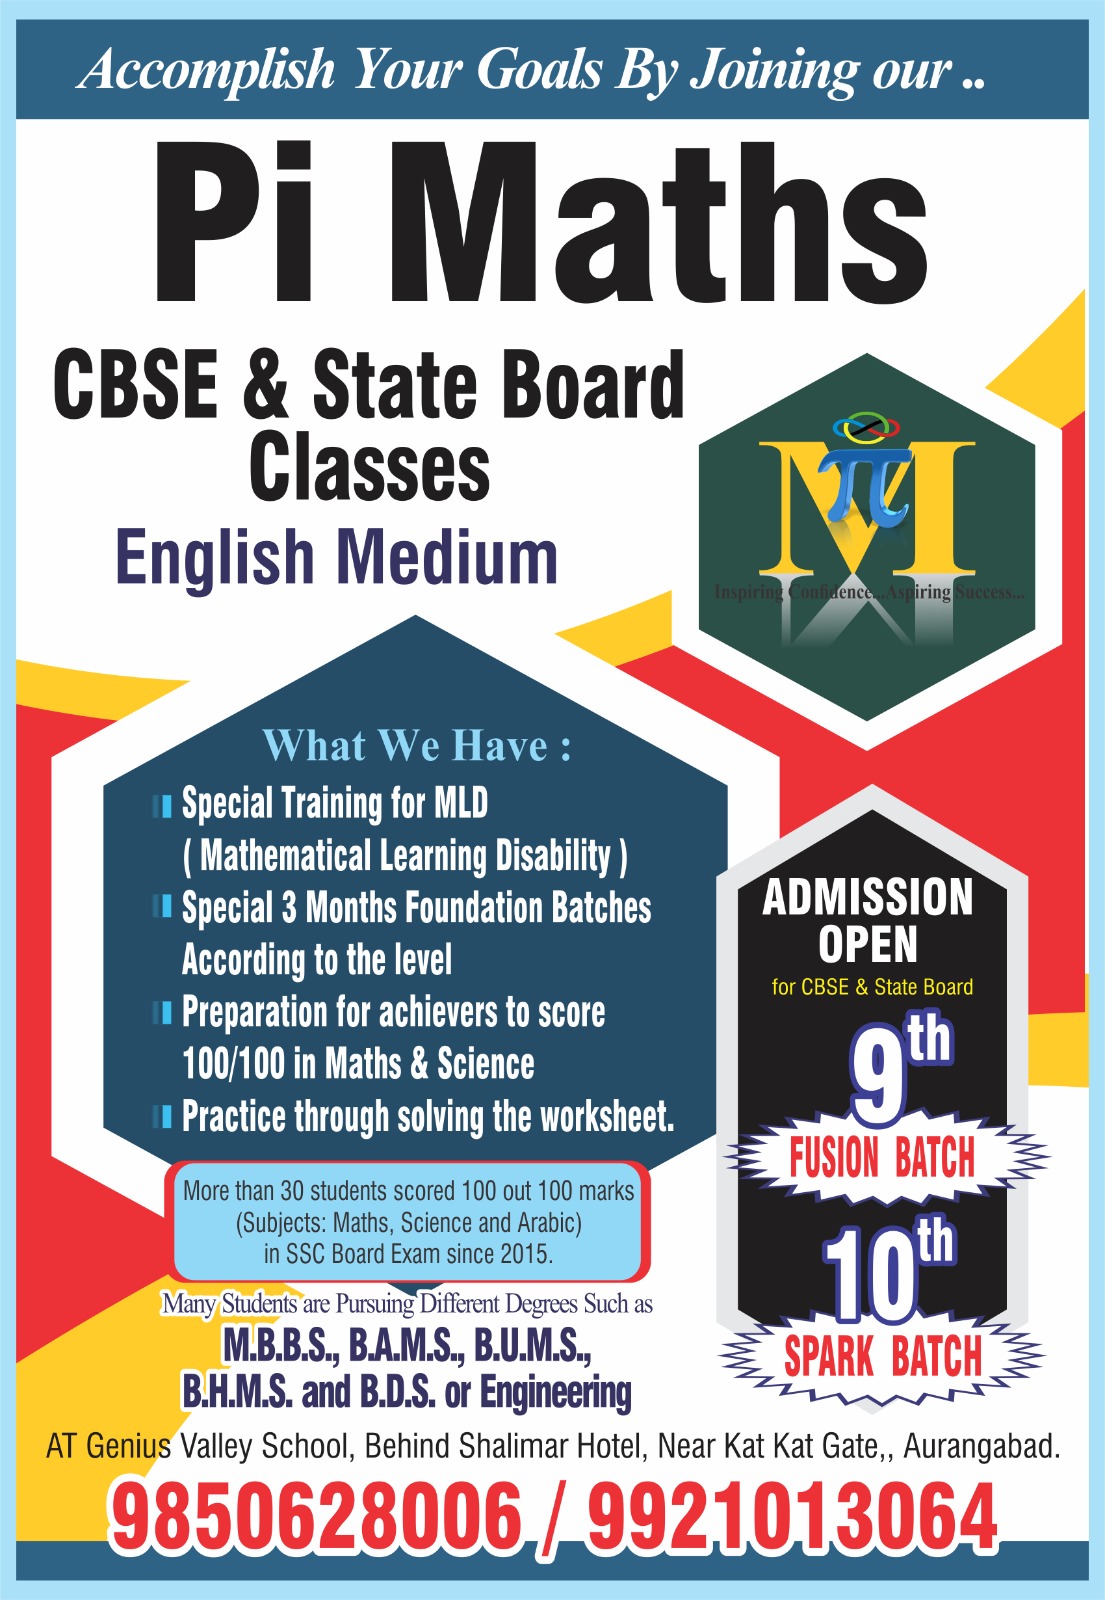 Accomplish Your Goals By Joining our ..
Pi Maths
CBSE & State Board
Classes
English Medium
M
π
Inspiring Confidence...Aspiring Success...
What We Have :
Special Training for MLD
( Mathematical Learning Disability )
Special 3 Months Foundation Batches
According to the level
Preparation for achievers to score
100/100 in Maths & Science
Practice through solving the worksheet.
More than 30 students scored 100 out 100 marks
(Subjects: Maths, Science and Arabic)
in SSC Board Exam since 2015.
Many Students are Pursuing Different Degrees Such as
M.B.B.S., B.A.M.S., B.U.M.S.,
B.H.M.S. and B.D.S. or Engineering
ADMISSION
OPEN
for CBSE & State Board
9th
FUSION BATCH
10th
SPARK BATCH
AT Genius Valley School, Behind Shalimar Hotel, Near Kat Kat Gate,, Aurangabad.
9850628006 / 9921013064